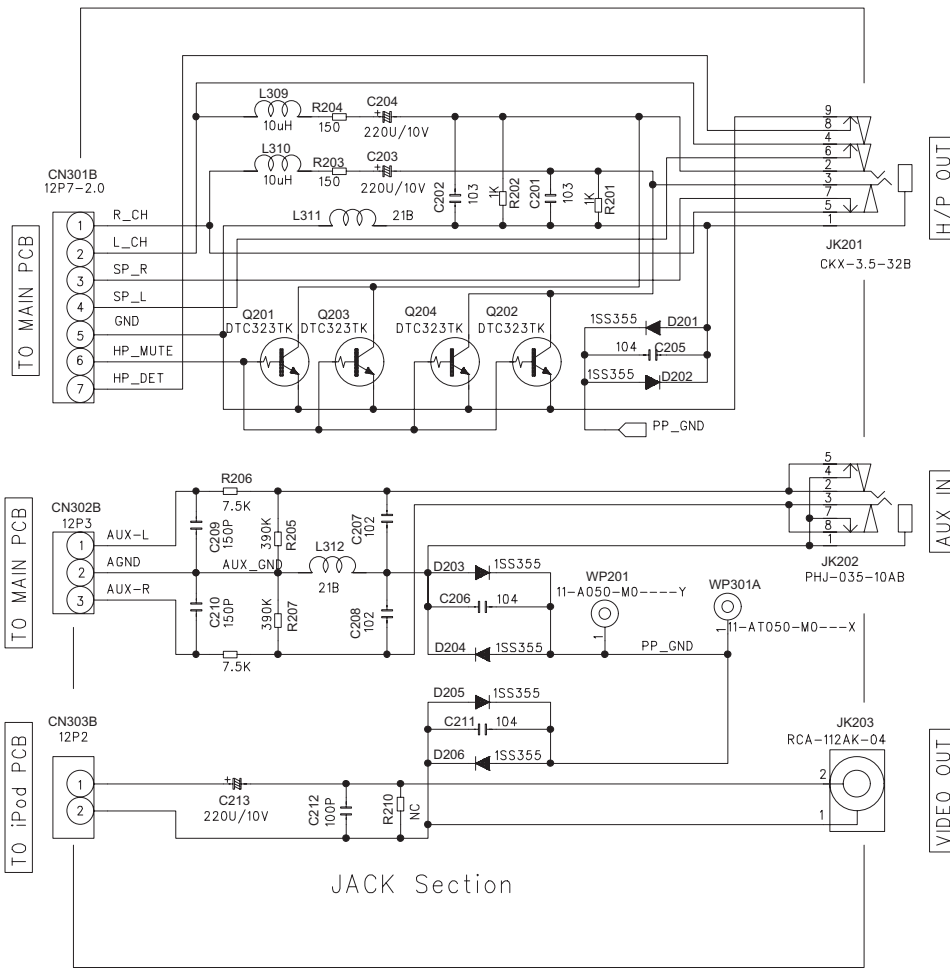 L309
10uH
R204
150
C204
+
220U/10V
L310
10uH
R203
150
C203
+
220U/10V
CN301B
12P7-2.0
L311
21B
C202
103
1K
R202
C201
103
1K
R201
9
8
4
6
2
3
7
5
1
JK201
CKX-3.5-32B
H/P OUT
TO MAIN PCB
1
R_CH
2
L_CH
3
SP_R
4
SP_L
5
GND
6
HP_MUTE
7
HP_DET
Q201
DTC323TK
Q203
DTC323TK
Q204
DTC323TK
Q202
DTC323TK
1SS355
D201
104
C205
1SS355
D202
PP_GND
TO MAIN PCB
CN302B
12P3
1
AUX-L
2
AGND
3
AUX-R
R206
7.5K
C209
150P
390K
R205
AUX_GND
L312
21B
C207
102
C210
150P
390K
R207
C208
102
7.5K
D203
1SS355
C206
104
D204
1SS355
WP201
11-A050-M0----Y
1
WP301A
11-AT050-M0---X
1
PP_GND
5
4
2
3
7
8
1
JK202
PHJ-035-10AB
AUX IN
D205
1SS355
C211
104
D206
1SS355
TO iPod PCB
CN303B
12P2
1
2
+
C213
220U/10V
C212
100P
R210
NC
JK203
RCA-112AK-04
2
1
VIDEO OUT
JACK Section